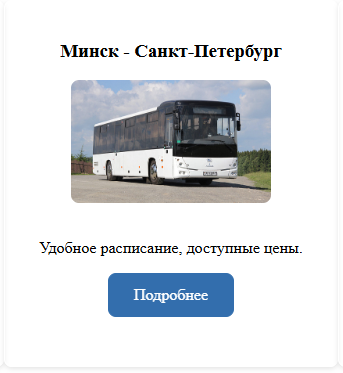 Минск - Санкт-Петербург
Удобное расписание, доступные цены.
Подробнее